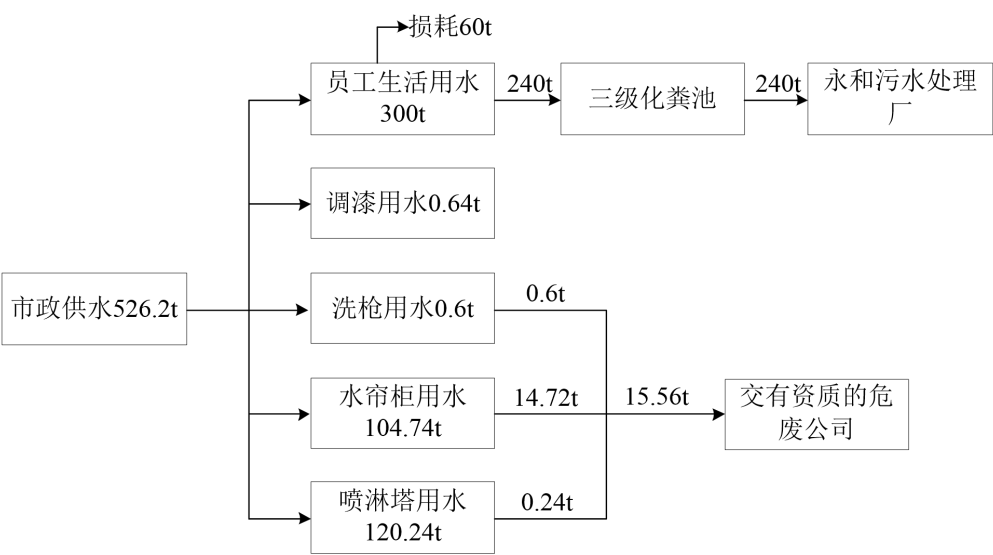 损耗60t
员工生活用水
300t
240t
三级化粪池
240t
永和污水处理
厂
调漆用水0.64t
市政供水526.2t
洗枪用水0.6t
0.6t
水帘柜用水
104.74t
14.72t
15.56t
交有资质的危
废公司
喷淋塔用水
120.24t
0.24t